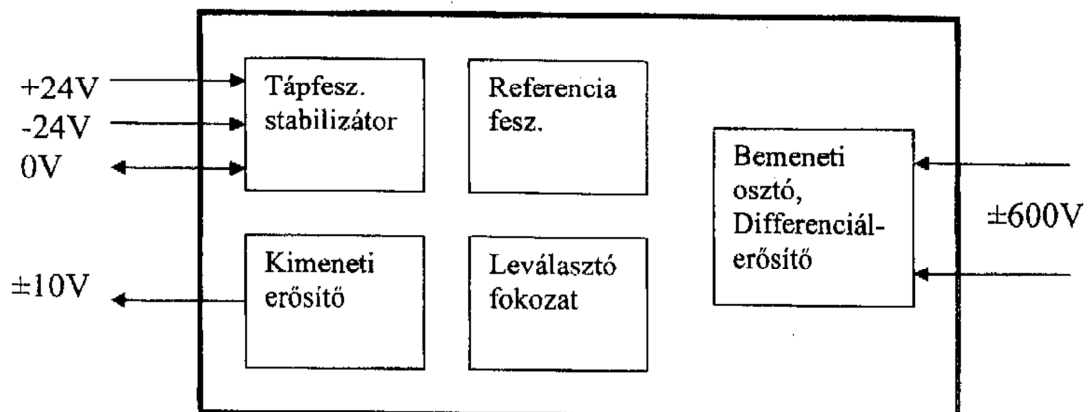 +24V
-24V
0V
±10V
Tápfesz.
stabilizátor
Referencia
fesz.
Kimeneti
erősítő
Leválasztó
fokozat
Bemeneti
osztó,
Differenciál-
erősítő
±600V